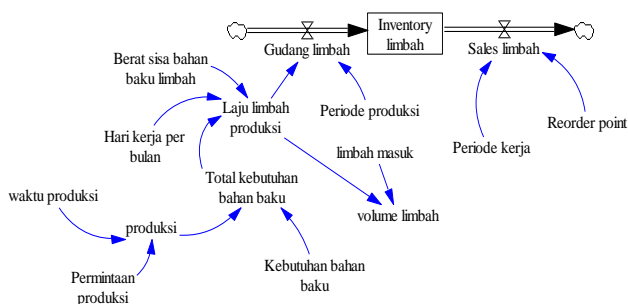 Gudang limbah
Inventory
limbah
Sales limbah
Berat sisa bahan
baku limbah
Laju limbah
produksi
Periode produksi
Reorder point
Hari kerja per
bulan
limbah masuk
Periode kerja
Total kebutuhan
bahan baku
waktu produksi
volume limbah
produksi
Kebutuhan bahan
baku
Permintaan
produksi